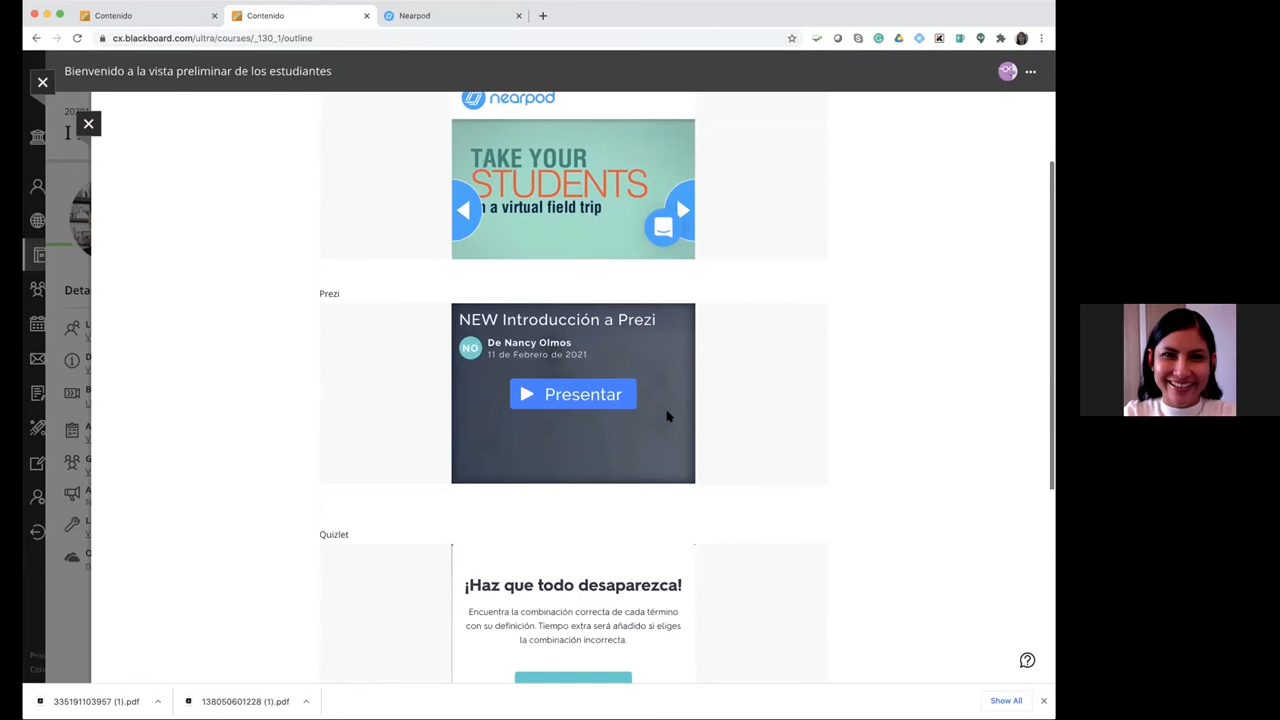 Contenido
Contenido
Nearpod
cx.blackboard.com/ultra/courses/_130_1/outline
Bienvenido a la vista preliminar de los estudiantes
nearpod
TAKE YOUR
STUDENTS
a virtual field trip
Prezi
NEW Introducción a Prezi
NO
De Nancy Olmos
11 de Febrero de 2021
Presentar
Quizlet
¡Haz que todo desaparezca!
Encuentra la combinación correcta de cada término
con su definición. Tiempo extra será añadido si eliges
la combinación incorrecta.
335191103957 (1).pdf
138050601228 (1).pdf
Show All